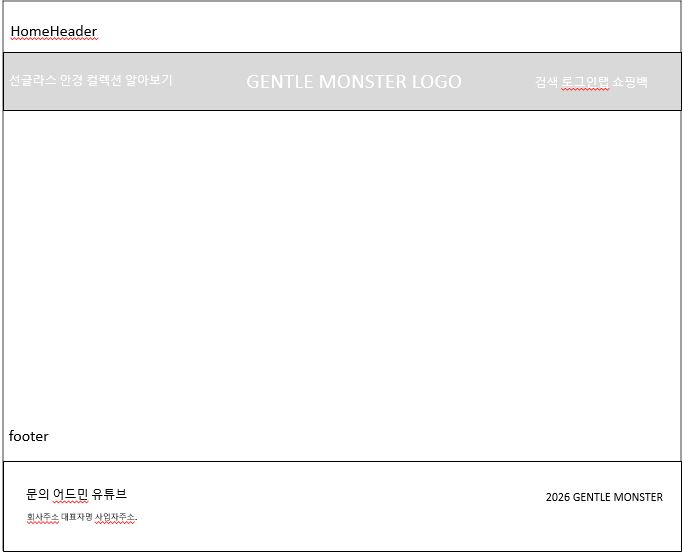 HomeHeader
선글라스 안경 컬렉션 알아보기
GENTLE MONSTER LOGO
검색 로그인탭 쇼핑백
footer
문의 어드민 유튜브
2026 GENTLE MONSTER
회사주소 대표자명 사업자주소.